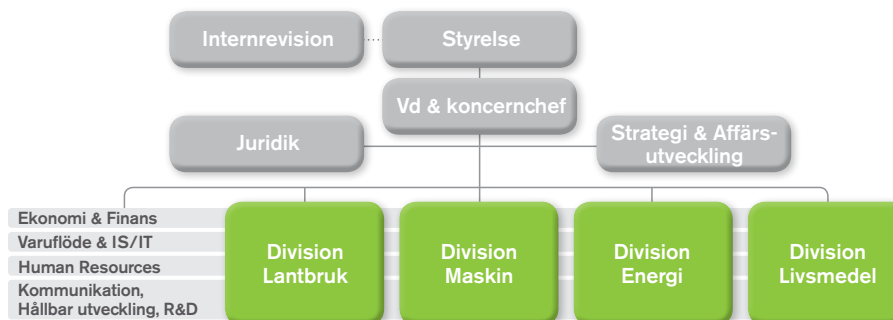 Internrevision
Styrelse
Vd & koncernchef
Juridik
Strategi & Affärs-
utveckling
Ekonomi & Finans
Varuflöde & IS/IT
Human Resources
Kommunikation,
Hållbar utveckling, R&D
Division
Lantbruk
Division
Maskin
Division
Energi
Division
Livsmedel